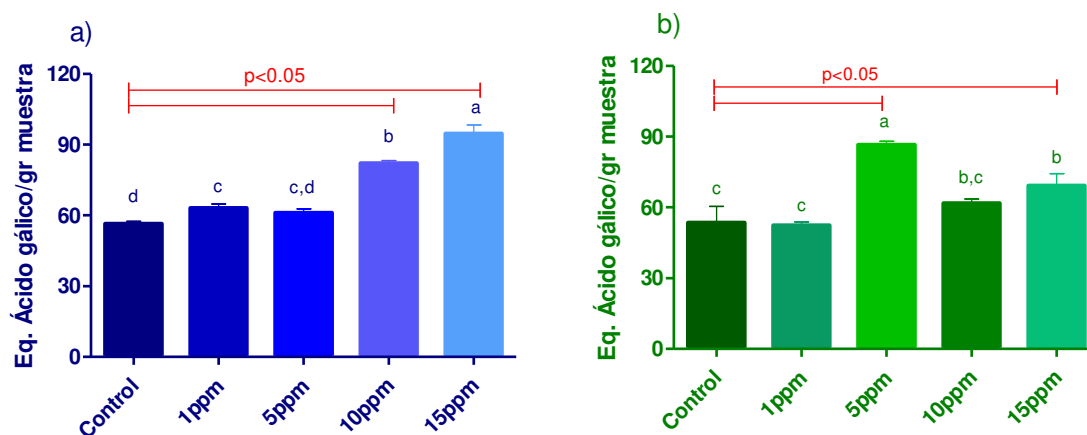 a)
Eq. Ácido gálico/gr muestra
120
90
60
30
0
p<0.05
d
c
c,d
b
a
Control
1ppm
5ppm
10ppm
15ppm
b)
Eq. Ácido gálico/gr muestra
120
90
60
30
0
p<0.05
c
c
a
b,c
b
Control
1ppm
5ppm
10ppm
15ppm